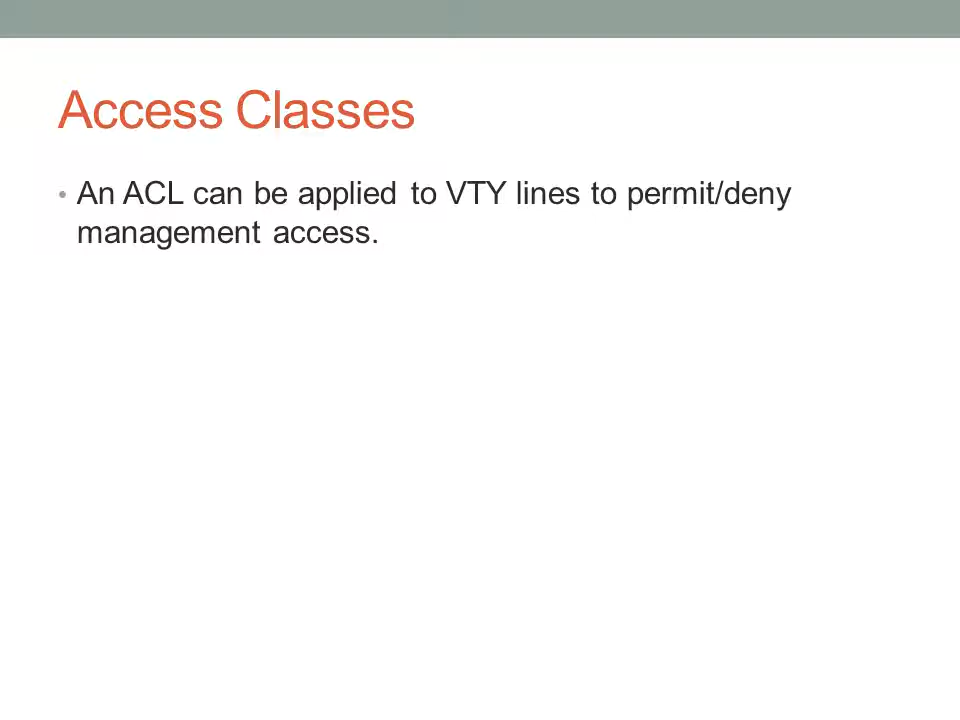 Access Classes
• An ACL can be applied to VTY lines to permit/deny
management access.